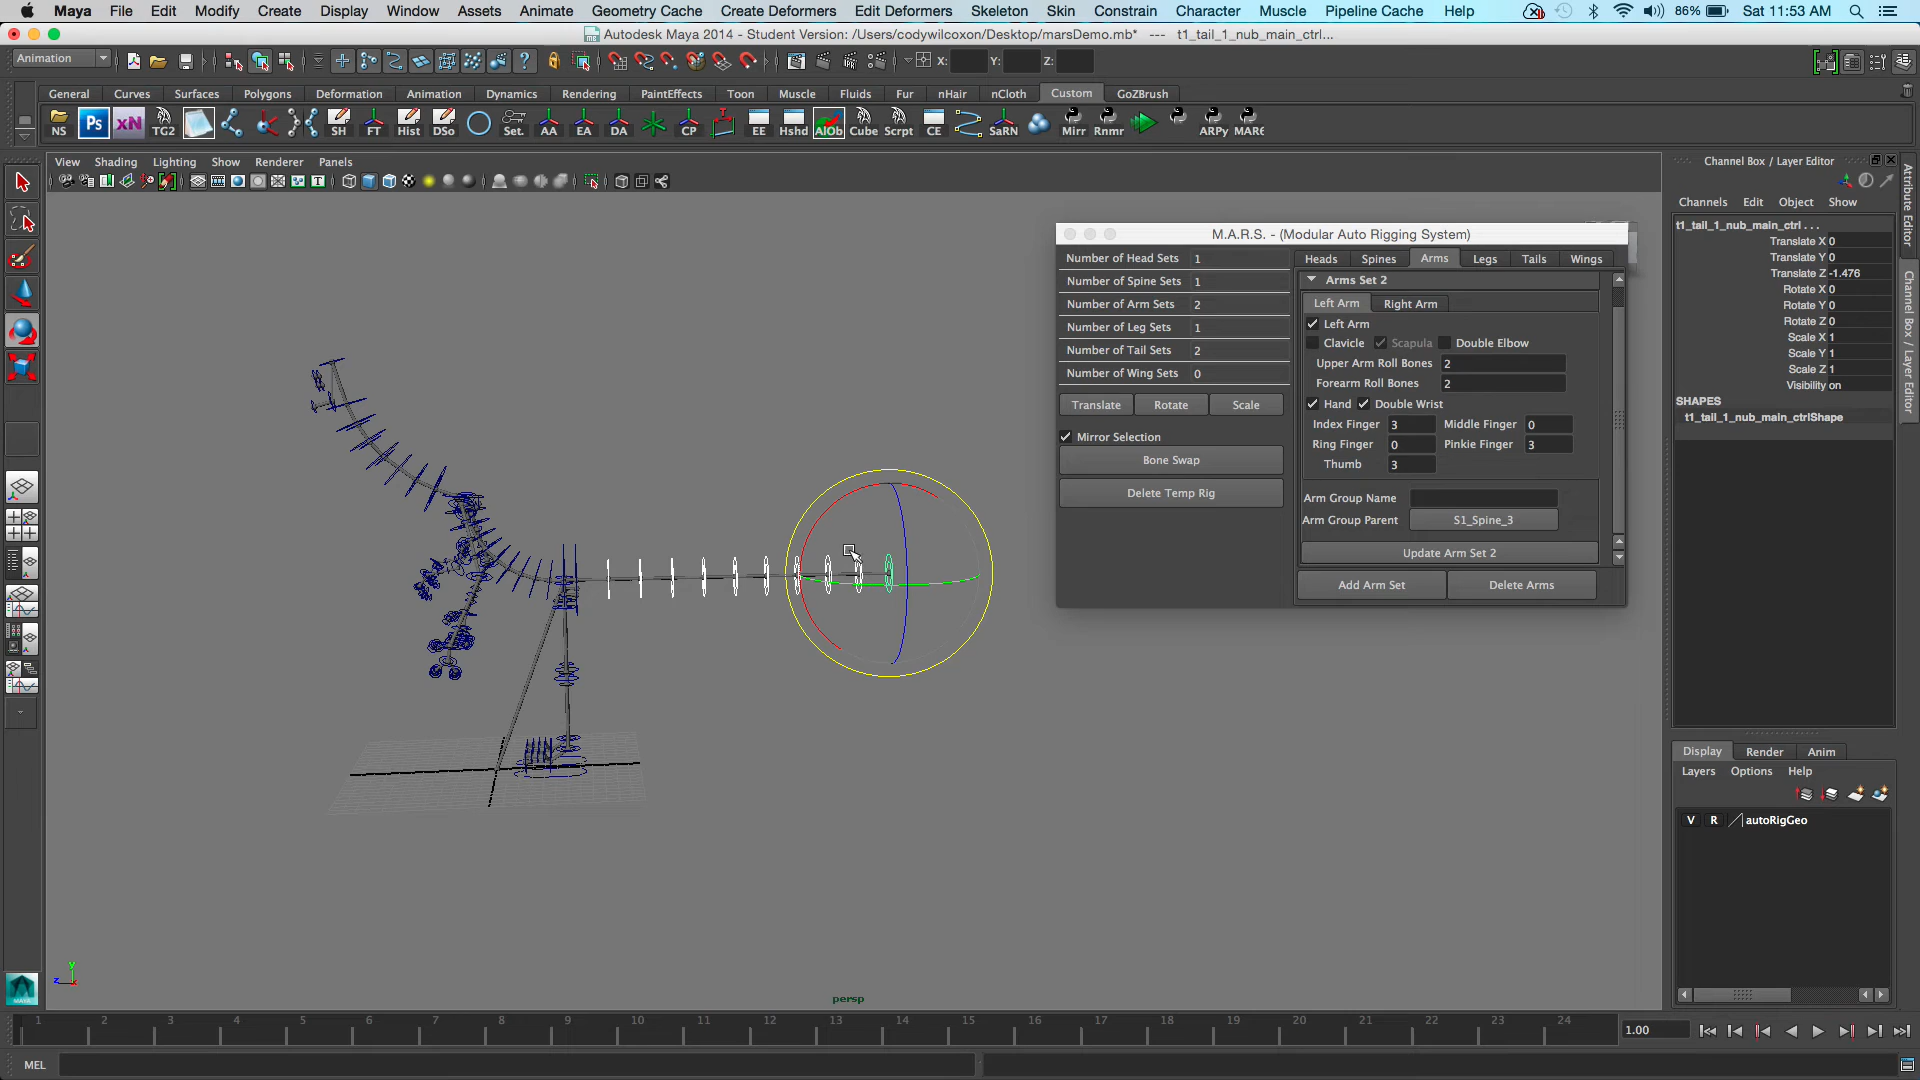 Maya File Edit Modify Create Display Window Assets Animate Geometry Cache Create Deformers Edit Deformers Skeleton Skin Constrain Character Muscle Pipeline Cache Help 86% Sat 11:53 AM
Autodesk Maya 2014 - Student Version: /Users/codywilcoxon/Desktop/marsDemo.mb* --- t1_tail_1_nub_main_ctrl...
Animation X: Y: Z:
General Curves Surfaces Polygons Deformation Animation Dynamics Rendering PaintEffects Toon Muscle Fluids Fur nHair nCloth Custom GoZBrush
NS Ps xN TG2 SH FT Hist DSo Set. AA EA DA CP EE Hshd AIOb Cube Scrpt CE SaRN Mirr Rnmr ARPy MARS
View Shading Lighting Show Renderer Panels
Channel Box / Layer Editor
Channels Edit Object Show
t1_tail_1_nub_main_ctrl . . .
Translate X 0
Translate Y 0
Translate Z -1.476
Rotate X 0
Rotate Y 0
Rotate Z 0
Scale X 1
Scale Y 1
Scale Z 1
Visibility on
SHAPES
t1_tail_1_nub_main_ctrlShape
Attribute Editor
Channel Box / Layer Editor
M.A.R.S. - (Modular Auto Rigging System)
Number of Head Sets 1
Number of Spine Sets 1
Number of Arm Sets 2
Number of Leg Sets 1
Number of Tail Sets 2
Number of Wing Sets 0
Translate Rotate Scale
Mirror Selection
Bone Swap
Delete Temp Rig
Heads Spines Arms Legs Tails Wings
Arms Set 2
Left Arm Right Arm
Left Arm
Clavicle Scapula Double Elbow
Upper Arm Roll Bones 2
Forearm Roll Bones 2
Hand Double Wrist
Index Finger 3 Middle Finger 0
Ring Finger 0 Pinkie Finger 3
Thumb 3
Arm Group Name
Arm Group Parent S1_Spine_3
Update Arm Set 2
Add Arm Set Delete Arms
Display Render Anim
Layers Options Help
V R autoRigGeo
y
z
persp
1 2 3 4 5 6 7 8 9 10 11 12 13 14 15 16 17 18 19 20 21 22 23 24 1.00
MEL